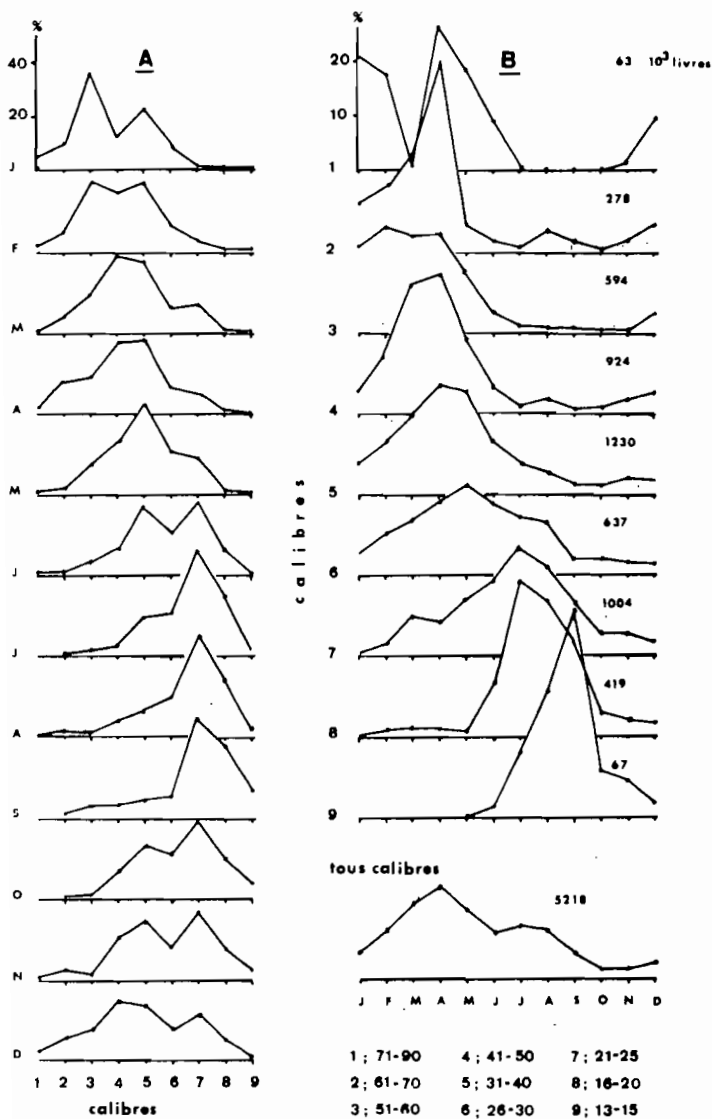 %
A
40
20
J
F
M
A
M
J
J
A
S
O
N
D
1 2 3 4 5 6 7 8 9
calibres
%
B
63 10³ livres
20
10
1
278
2
594
3
924
4
1230
5
637
6
1004
7
419
8
67
9
calibres
tous calibres
5218
J F M A M J J A S O N D
1 ; 71-90 4 ; 41-50 7 ; 21-25
2 ; 61-70 5 ; 31-40 8 ; 16-20
3 ; 51-60 6 ; 26-30 9 ; 13-15